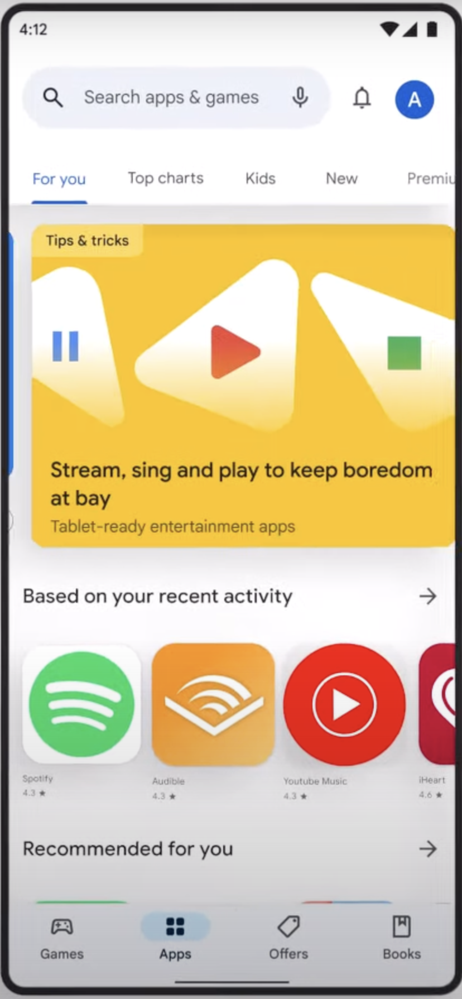 4:12
Search apps & games
A
For you
Top charts
Kids
New
Premiu
Tips & tricks
Stream, sing and play to keep boredom
at bay
Tablet-ready entertainment apps
Based on your recent activity
Spotify
4.3 ★
Audible
4.3 ★
Youtube Music
4.3 ★
iHeart
4.6 ★
Recommended for you
Games
Apps
Offers
Books